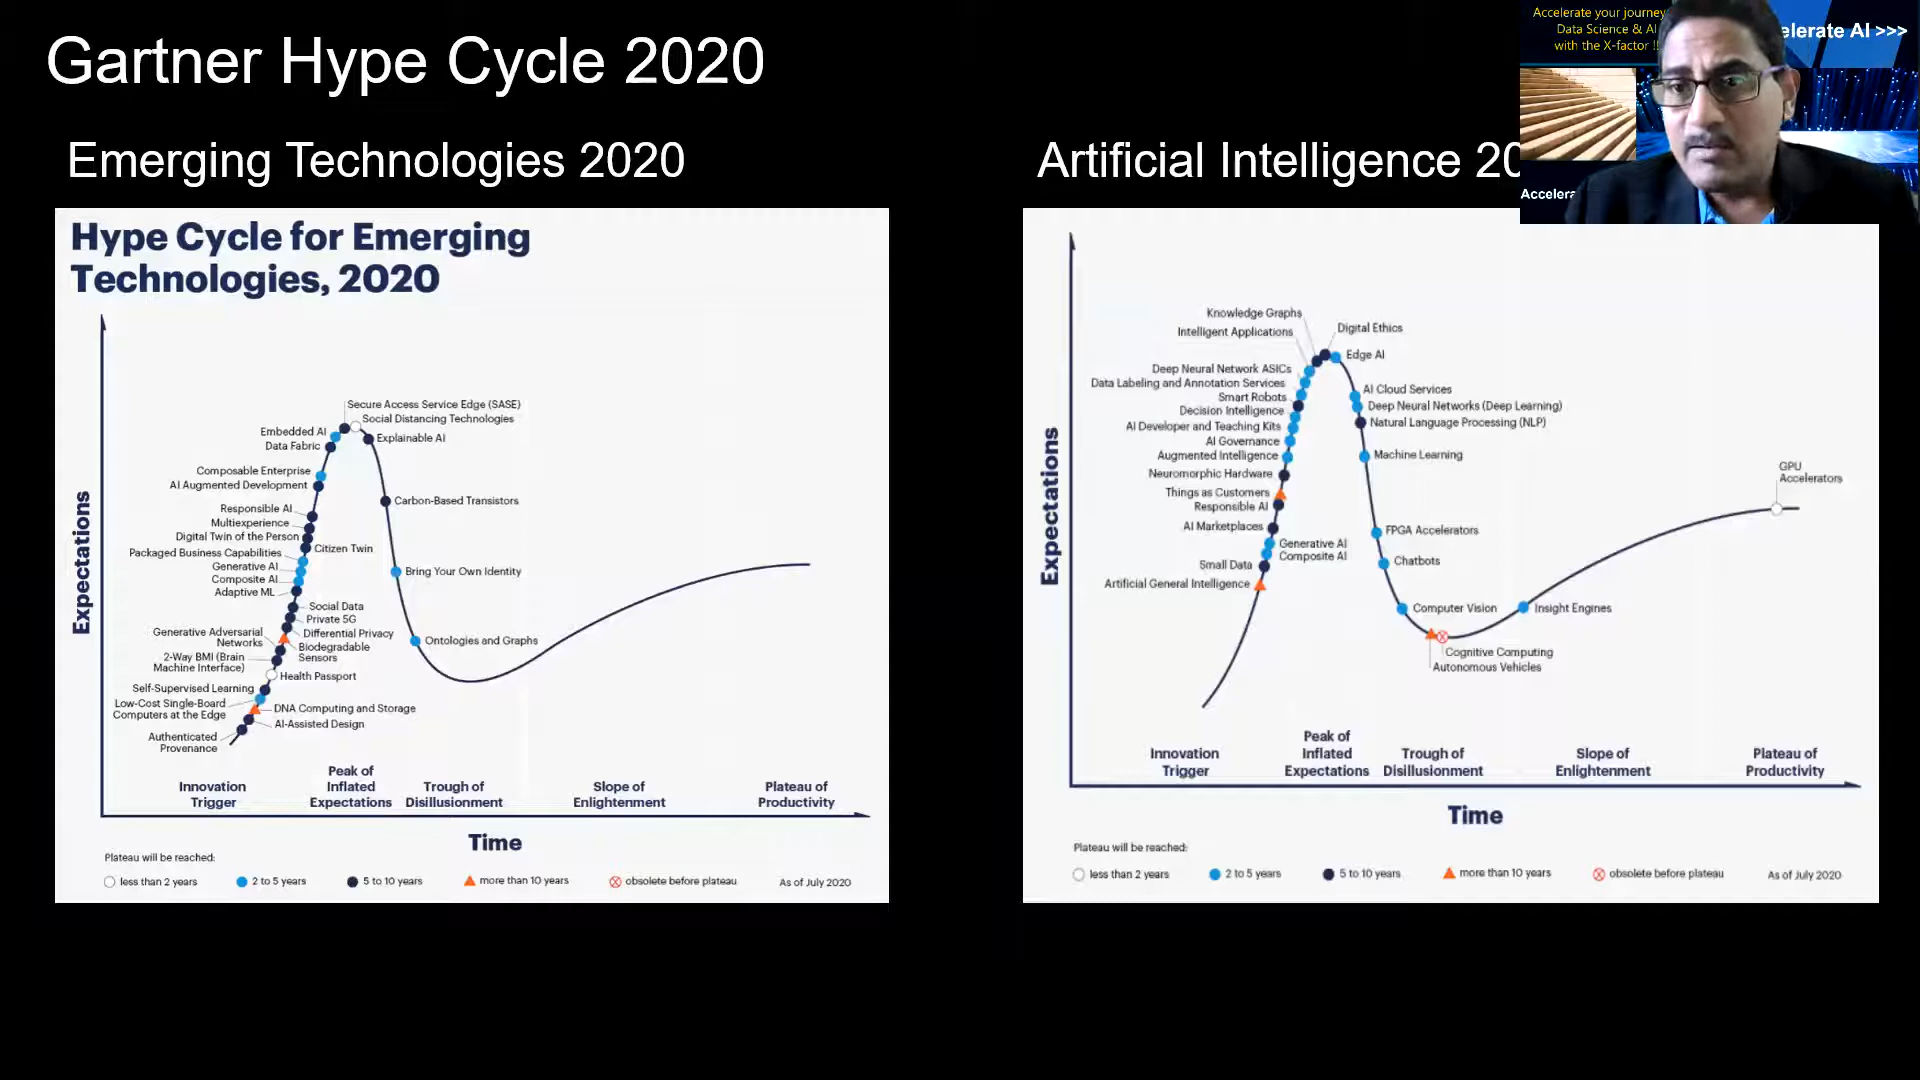 Gartner Hype Cycle 2020
Accelerate your journey
Data Science & AI
with the X-factor !!
elerate AI >>>
Accelera
Emerging Technologies 2020
Artificial Intelligence 20
Hype Cycle for Emerging
Technologies, 2020
Expectations
Secure Access Service Edge (SASE)
Social Distancing Technologies
Embedded AI
Explainable AI
Data Fabric
Composable Enterprise
AI Augmented Development
Carbon-Based Transistors
Responsible AI
Multiexperience
Digital Twin of the Person
Citizen Twin
Packaged Business Capabilities
Generative AI
Bring Your Own Identity
Composite AI
Adaptive ML
Social Data
Private 5G
Generative Adversarial
Networks
Differential Privacy
Biodegradable
Sensors
Ontologies and Graphs
2-Way BMI (Brain
Machine Interface)
Health Passport
Self-Supervised Learning
Low-Cost Single-Board
Computers at the Edge
DNA Computing and Storage
AI-Assisted Design
Authenticated
Provenance
Innovation
Trigger
Peak of
Inflated
Expectations
Trough of
Disillusionment
Slope of
Enlightenment
Plateau of
Productivity
Time
Plateau will be reached:
less than 2 years
2 to 5 years
5 to 10 years
more than 10 years
obsolete before plateau
As of July 2020
Expectations
Knowledge Graphs
Digital Ethics
Intelligent Applications
Edge AI
Deep Neural Network ASICs
Data Labeling and Annotation Services
AI Cloud Services
Smart Robots
Deep Neural Networks (Deep Learning)
Decision Intelligence
Natural Language Processing (NLP)
AI Developer and Teaching Kits
AI Governance
Augmented Intelligence
Machine Learning
Neuromorphic Hardware
GPU
Accelerators
Things as Customers
Responsible AI
AI Marketplaces
FPGA Accelerators
Generative AI
Composite AI
Chatbots
Small Data
Artificial General Intelligence
Computer Vision
Insight Engines
Cognitive Computing
Autonomous Vehicles
Innovation
Trigger
Peak of
Inflated
Expectations
Trough of
Disillusionment
Slope of
Enlightenment
Plateau of
Productivity
Time
Plateau will be reached:
less than 2 years
2 to 5 years
5 to 10 years
more than 10 years
obsolete before plateau
As of July 2020